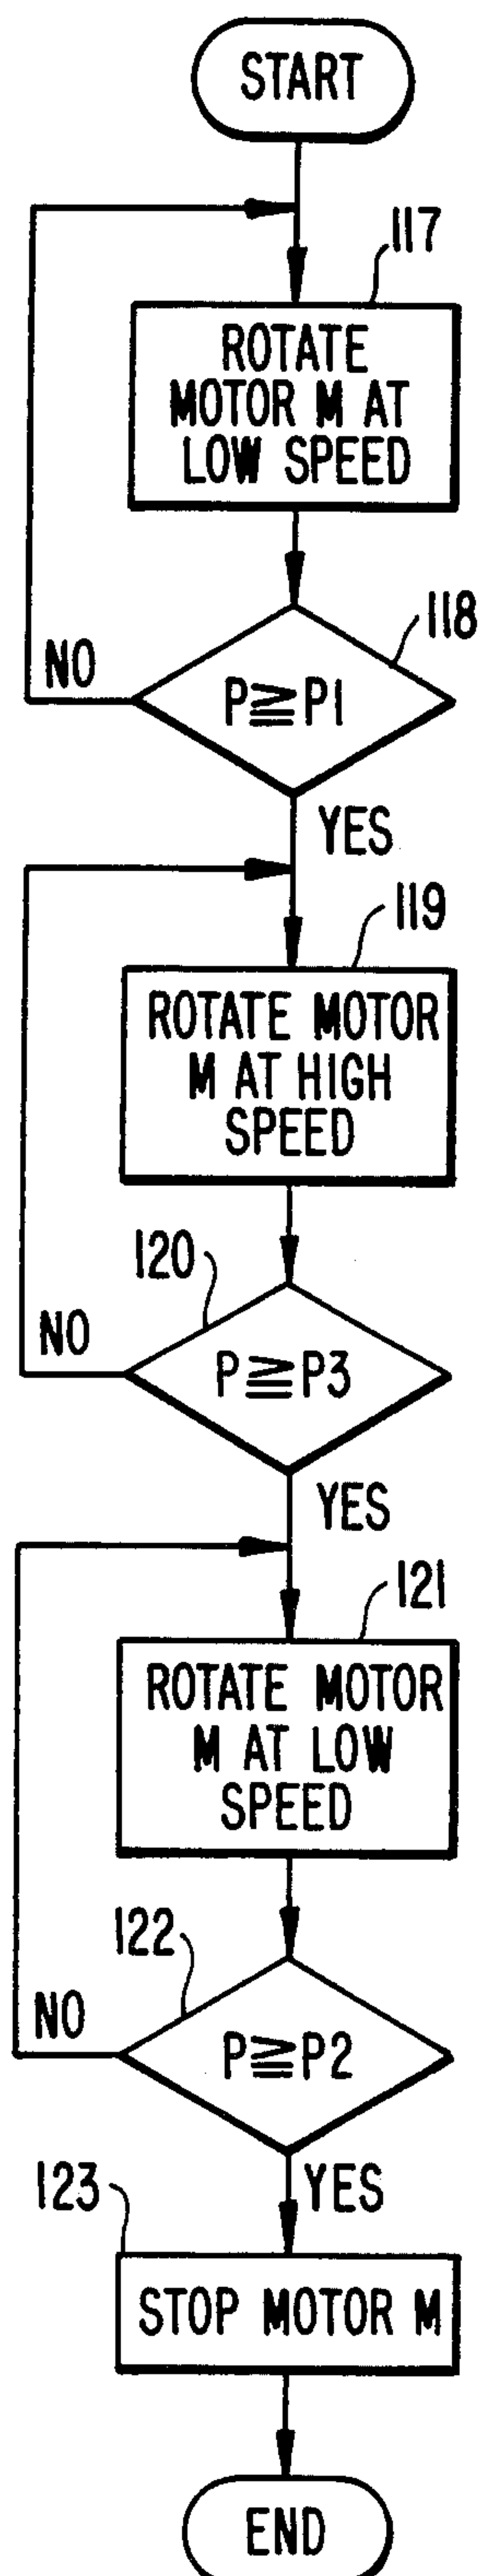 START
117
ROTATE
MOTOR M AT
LOW SPEED
118
NO
P≧P1
YES
119
ROTATE MOTOR
M AT HIGH
SPEED
120
NO
P≧P3
YES
121
ROTATE MOTOR
M AT LOW
SPEED
122
NO
P≧P2
YES
123
STOP MOTOR M
END